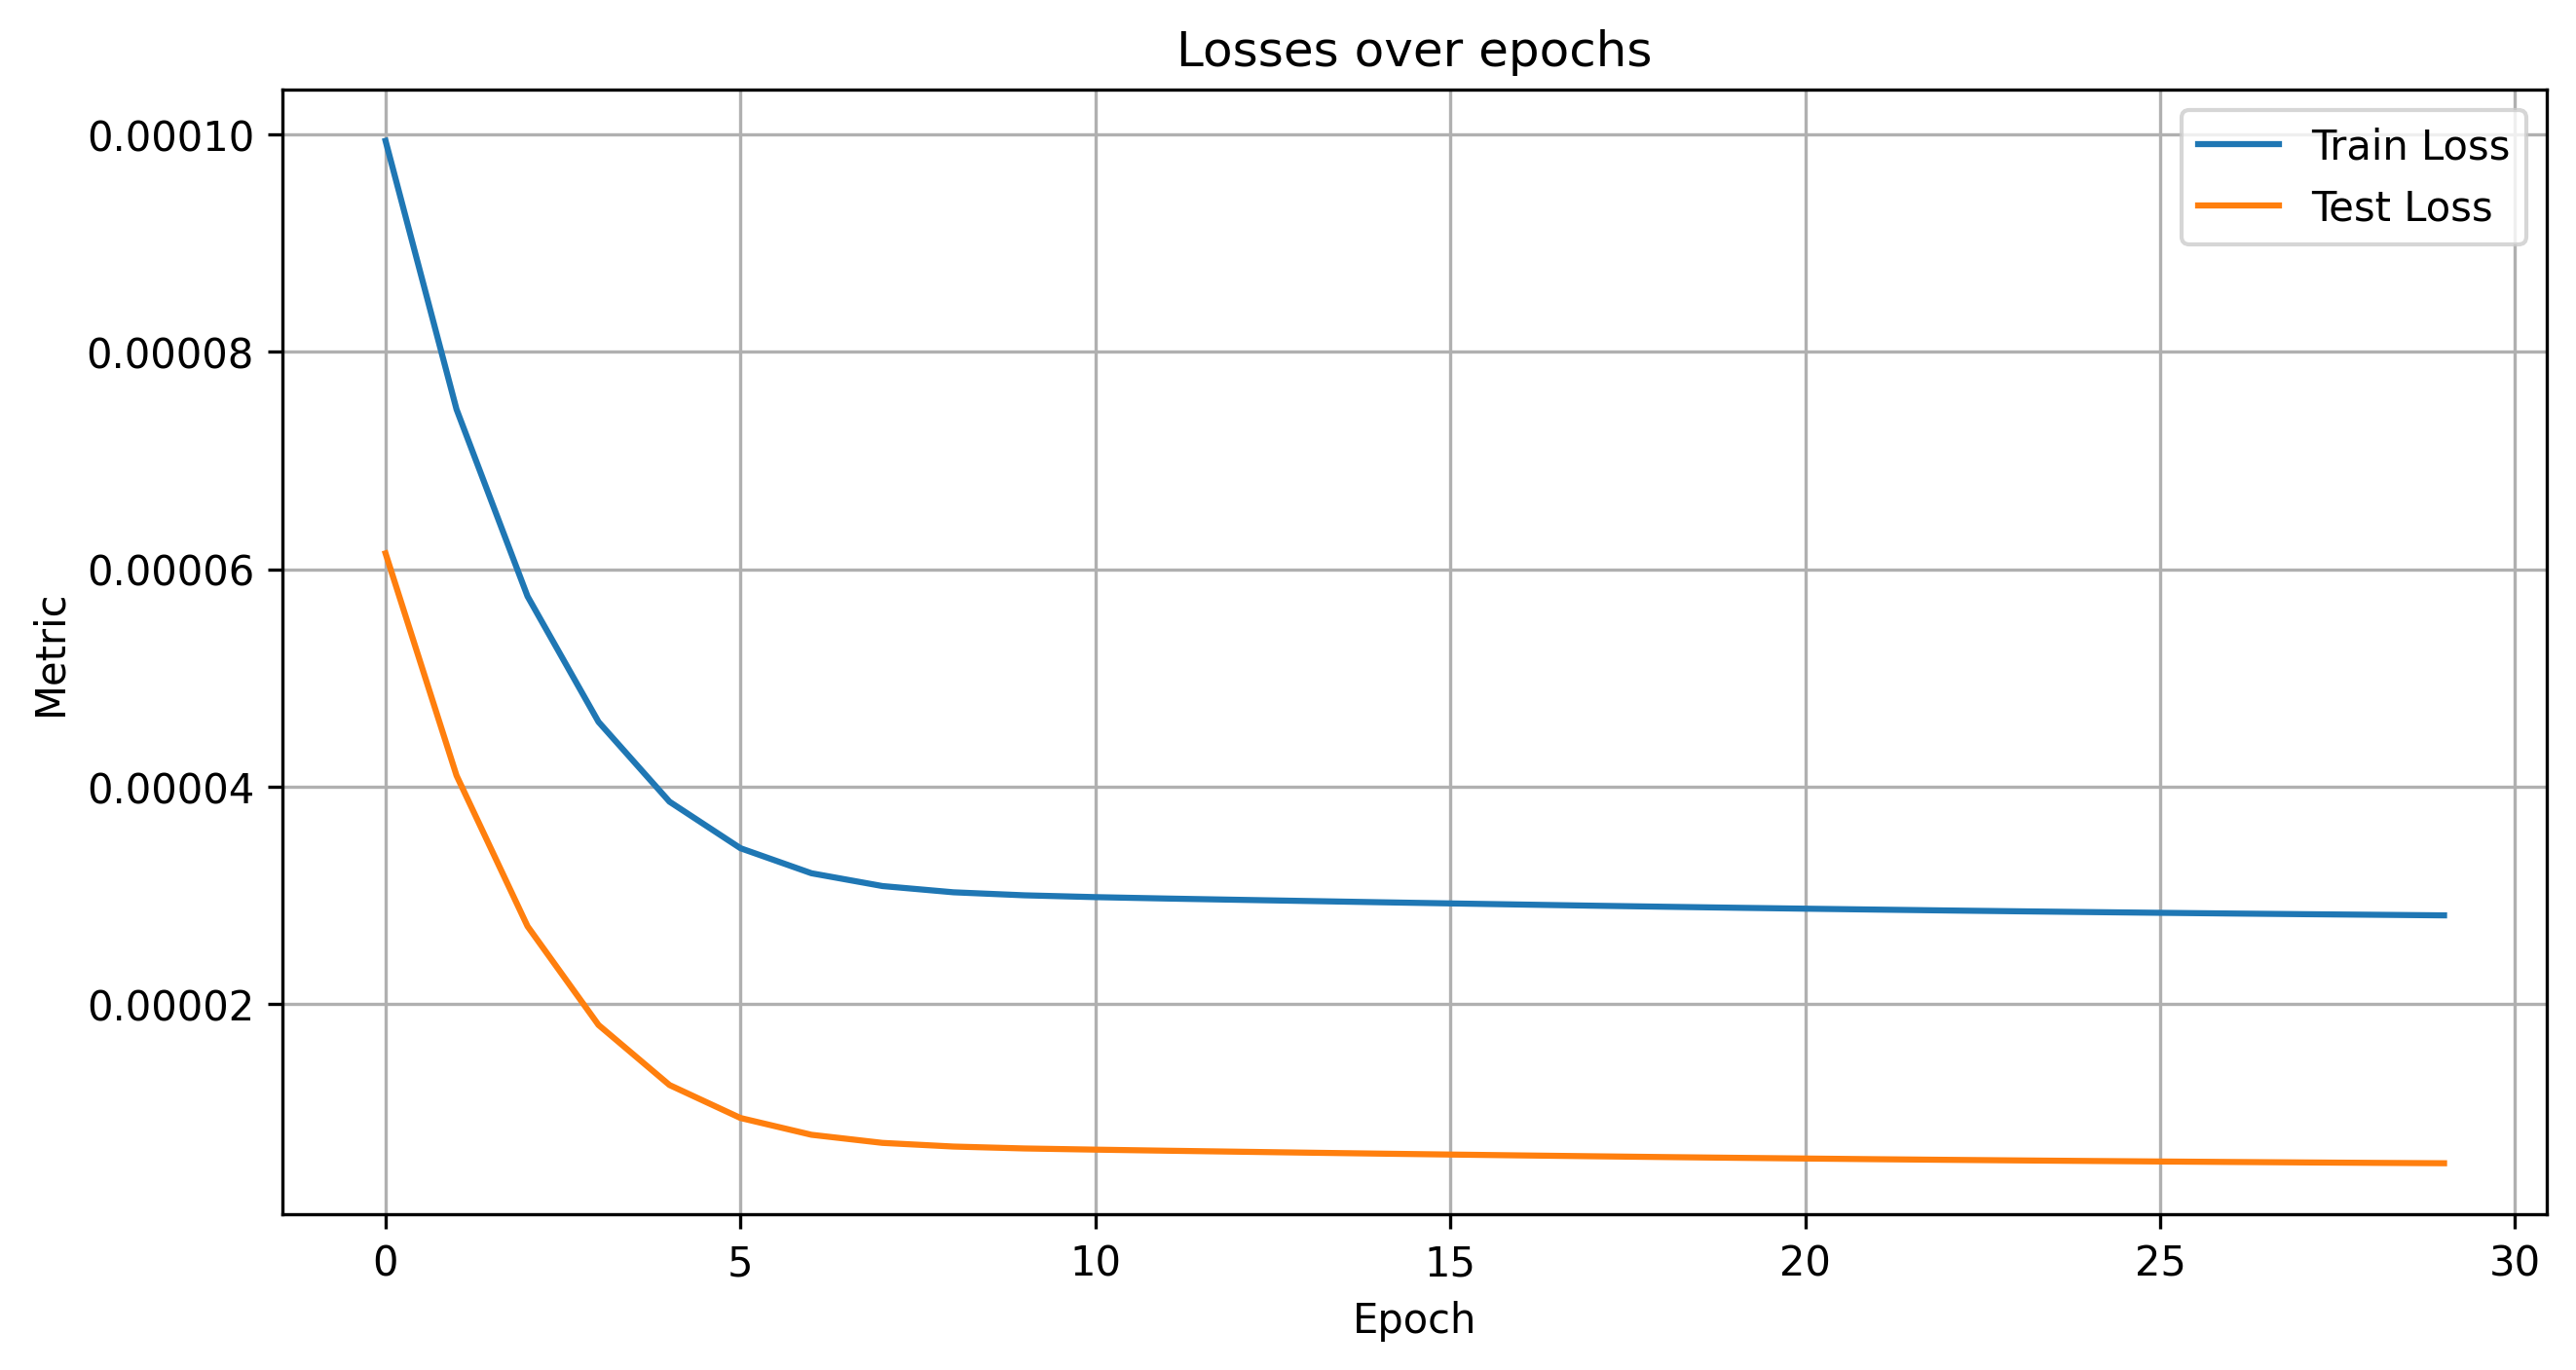 Losses over epochs
Train Loss
Test Loss
0.00010
0.00008
0.00006
0.00004
0.00002
Metric
0 5 10 15 20 25 30
Epoch